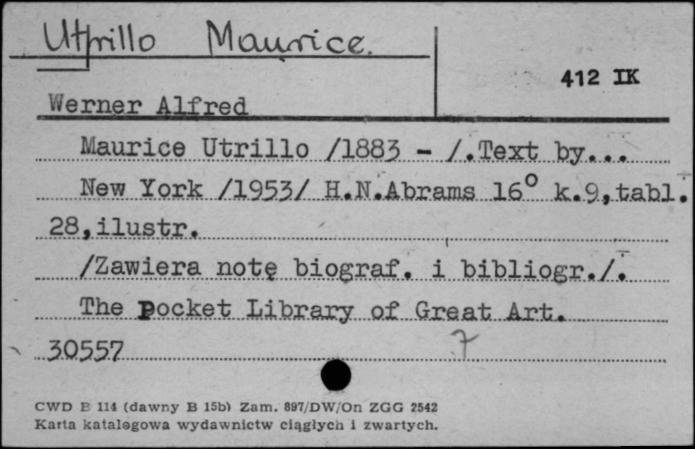 Utrillo Maurice.
412 IK
Werner Alfred
Maurice Utrillo /1883 - /.Text by...
New York /1953/ H.N.Abrams 16° k.9,tabl.
28,ilustr.
/Zawiera notę biograf. i bibliogr./.
The pocket Library of Great Art.
30557 7
CWD B 114 (dawny B 15b) Zam. 897/DW/On ZGG 2542
Karta katalogowa wydawnictw ciągłych i zwartych.